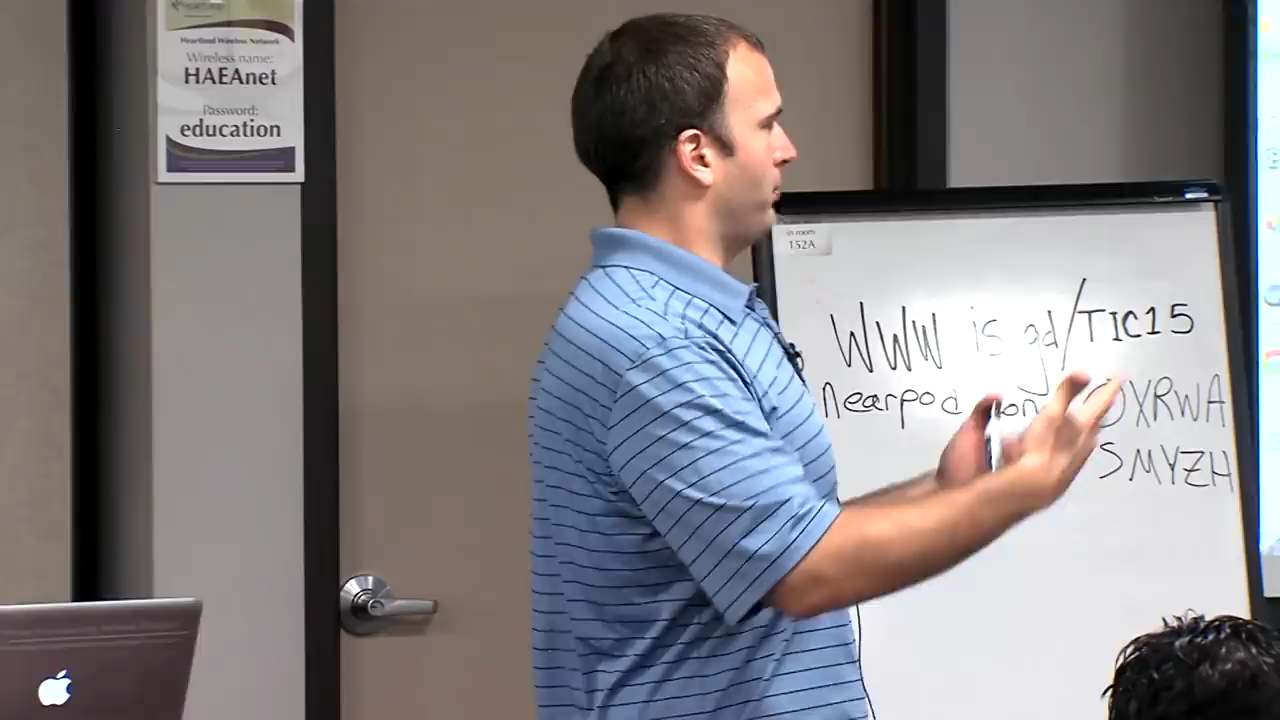 Heartland Wireless Network
Wireless name:
HAEAnet
Password:
education
in room
152A
WWW is gd/TIC15
Nearpod
XRWA
SMYZH